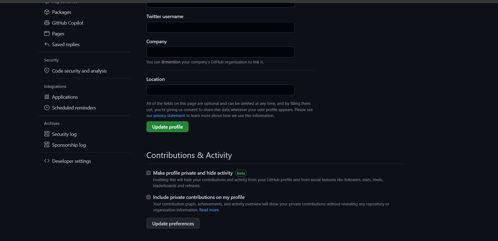 Packages
GitHub Copilot
Pages
Saved replies
Security
Code security and analysis
Integrations
Applications
Scheduled reminders
Archives
Security log
Sponsorship log
Developer settings
Twitter username
Company
You can @mention your company's GitHub organization to link it.
Location
All of the fields on this page are optional and can be deleted at any time, and by filling them
out, you're giving us consent to share this data wherever your user profile appears. Please see
our privacy statement to learn more about how we use this information.
Update profile
Contributions & Activity
Make profile private and hide activity Beta
Enabling this will hide your contributions and activity from your GitHub profile and from social features like followers, stars, feeds,
leaderboards and releases.
Include private contributions on my profile
Your contribution graph, achievements, and activity overview will show your private contributions without revealing any repository or
organization information. Read more.
Update preferences